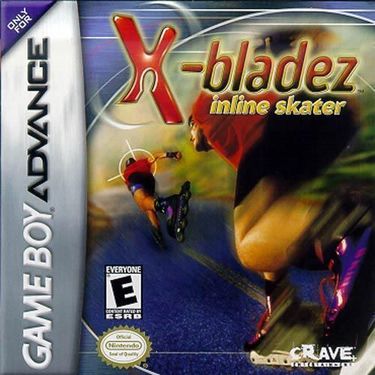 ONLY
FOR
GAME BOY ADVANCE
X-bladez™
inline skater
EVERYONE
E
CONTENT RATED BY
ESRB
Official
Nintendo
Seal of Quality
CRAVE
ENTERTAINMENT